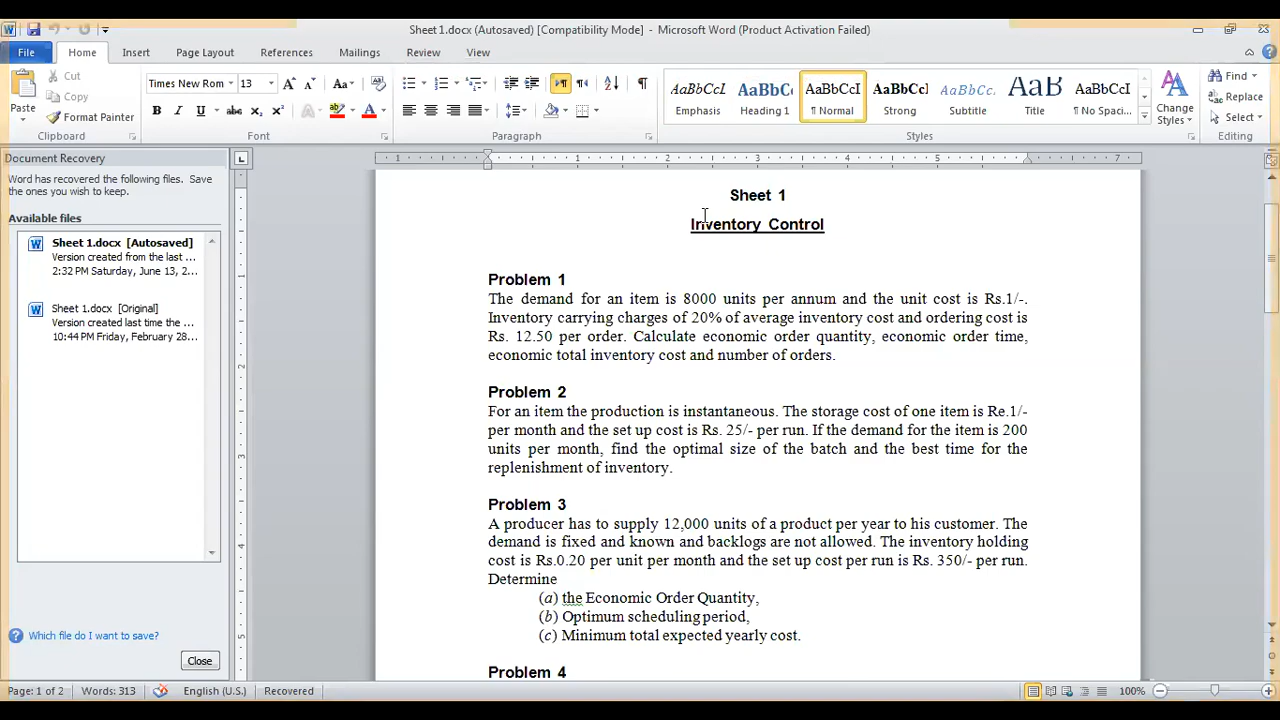 Sheet 1.docx (Autosaved) [Compatibility Mode] - Microsoft Word (Product Activation Failed)
File Home Insert Page Layout References Mailings Review View
Paste
Cut
Copy
Format Painter
Clipboard
Times New Rom 13
Font
Paragraph
AaBbCcI AaBbC AaBbCcI AaBbCc AaBbCc. AaB AaBbCc
Emphasis Heading 1 ¶ Normal Strong Subtitle Title ¶ No Spac...
Change Styles
Styles
Find
Replace
Select
Editing
Document Recovery
Word has recovered the following files. Save
the ones you wish to keep.
Available files
Sheet 1.docx [Autosaved]
Version created from the last ...
2:32 PM Saturday, June 13, 2...
Sheet 1.docx [Original]
Version created last time the ...
10:44 PM Friday, February 28...
Which file do I want to save?
Close
1 1 2 3 4 5 7
1
2
3
4
5
Sheet 1
Inventory Control
Problem 1
The demand for an item is 8000 units per annum and the unit cost is Rs.1/-.
Inventory carrying charges of 20% of average inventory cost and ordering cost is
Rs. 12.50 per order. Calculate economic order quantity, economic order time,
economic total inventory cost and number of orders.
Problem 2
For an item the production is instantaneous. The storage cost of one item is Re.1/-
per month and the set up cost is Rs. 25/- per run. If the demand for the item is 200
units per month, find the optimal size of the batch and the best time for the
replenishment of inventory.
Problem 3
A producer has to supply 12,000 units of a product per year to his customer. The
demand is fixed and known and backlogs are not allowed. The inventory holding
cost is Rs.0.20 per unit per month and the set up cost per run is Rs. 350/- per run.
Determine
(a) the Economic Order Quantity,
(b) Optimum scheduling period,
(c) Minimum total expected yearly cost.
Problem 4
Page: 1 of 2 Words: 313 English (U.S.) Recovered 100%